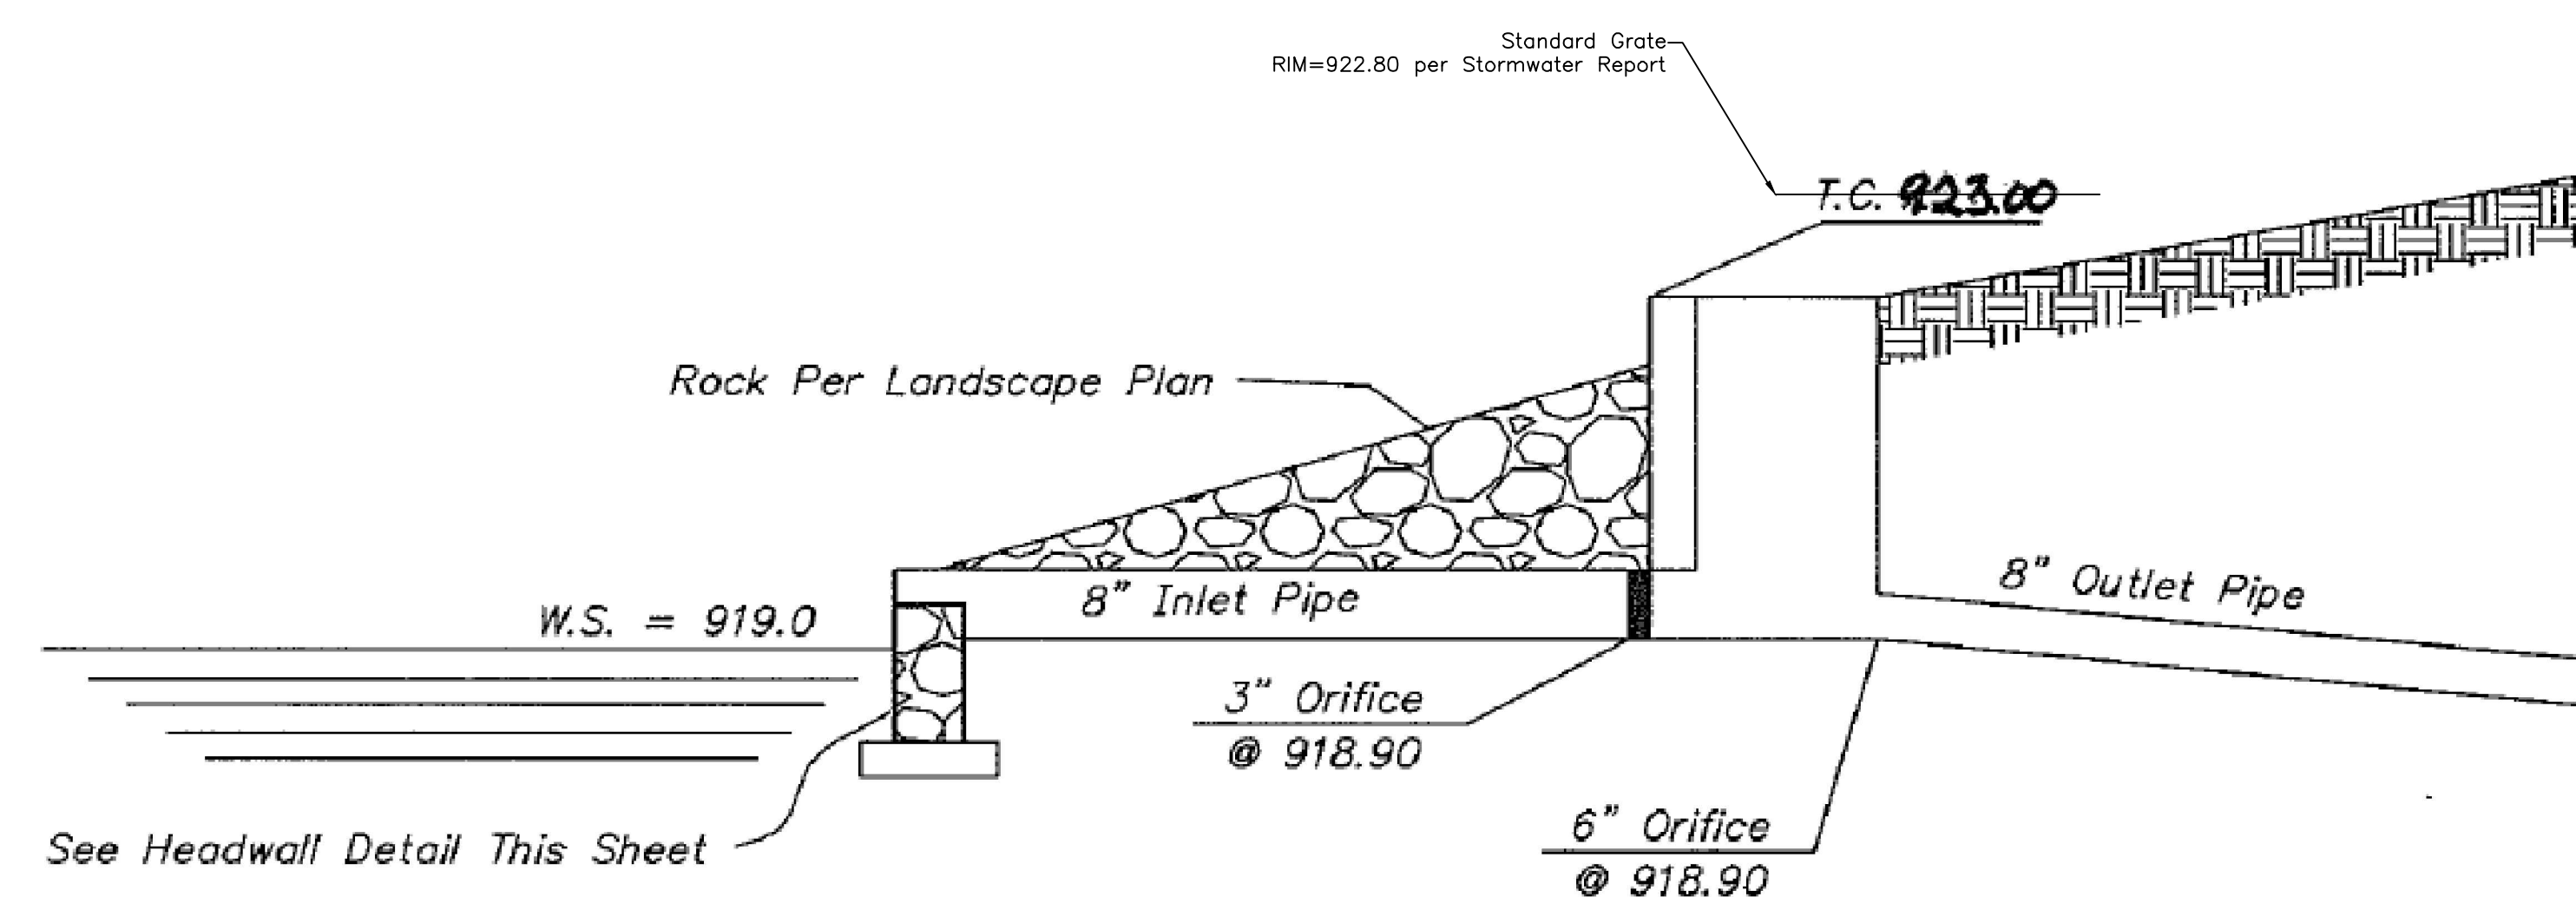 Standard Grate
RIM=922.80 per Stormwater Report
T.C. 923.00
Rock Per Landscape Plan
8" Inlet Pipe
8" Outlet Pipe
W.S. = 919.0
3" Orifice
@ 918.90
6" Orifice
@ 918.90
See Headwall Detail This Sheet